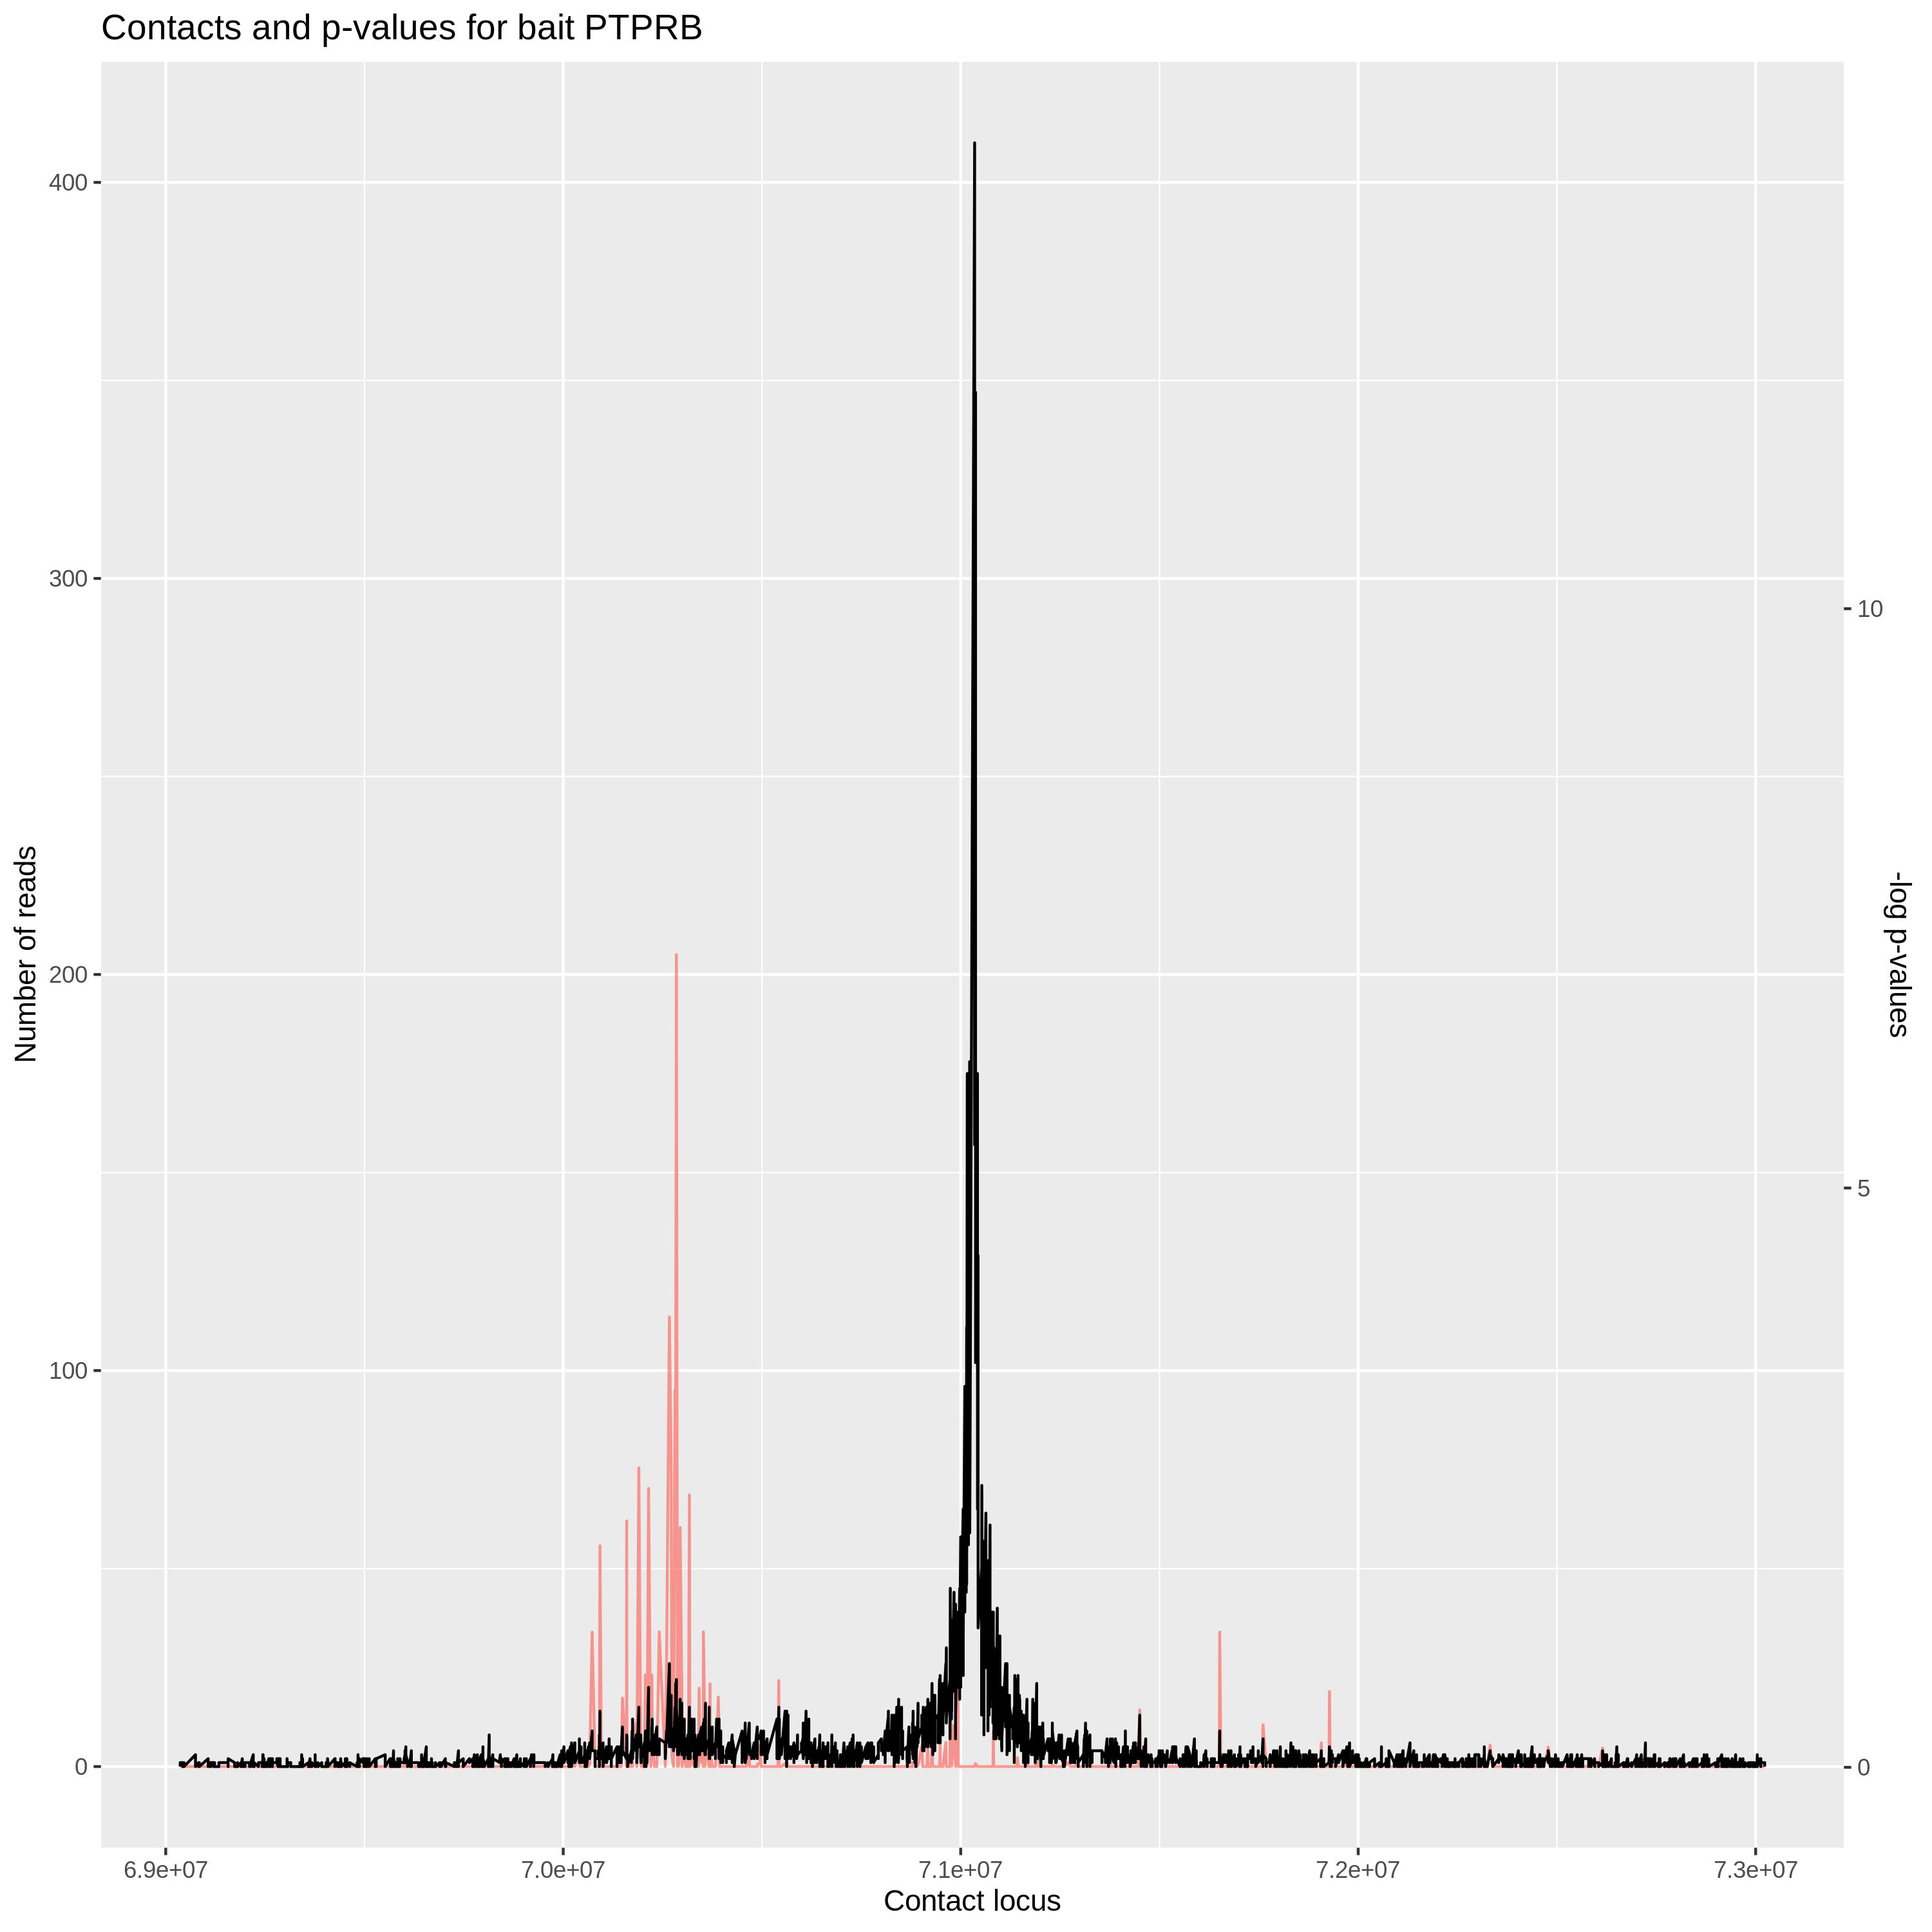 Contacts and p-values for bait PTPRB
400
300
200
100
0
Number of reads
10
5
0
-log p-values
6.9e+07
7.0e+07
7.1e+07
7.2e+07
7.3e+07
Contact locus